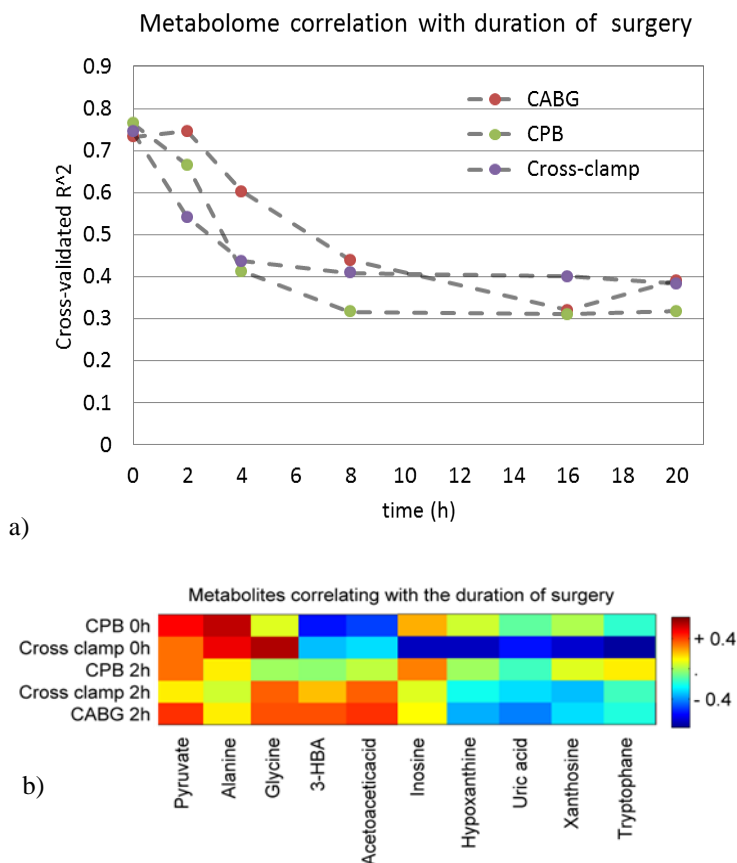 Metabolome correlation with duration of surgery
0.9
0.8
0.7
0.6
0.5
0.4
0.3
0.2
0.1
0
Cross-validated R^2
CABG
CPB
Cross-clamp
0 2 4 6 8 10 12 14 16 18 20
time (h)
a)
Metabolites correlating with the duration of surgery
CPB 0h
Cross clamp 0h
CPB 2h
Cross clamp 2h
CABG 2h
+ 0.4
- 0.4
Pyruvate
Alanine
Glycine
3-HBA
Acetoaceticacid
Inosine
Hypoxanthine
Uric acid
Xanthosine
Tryptophane
b)